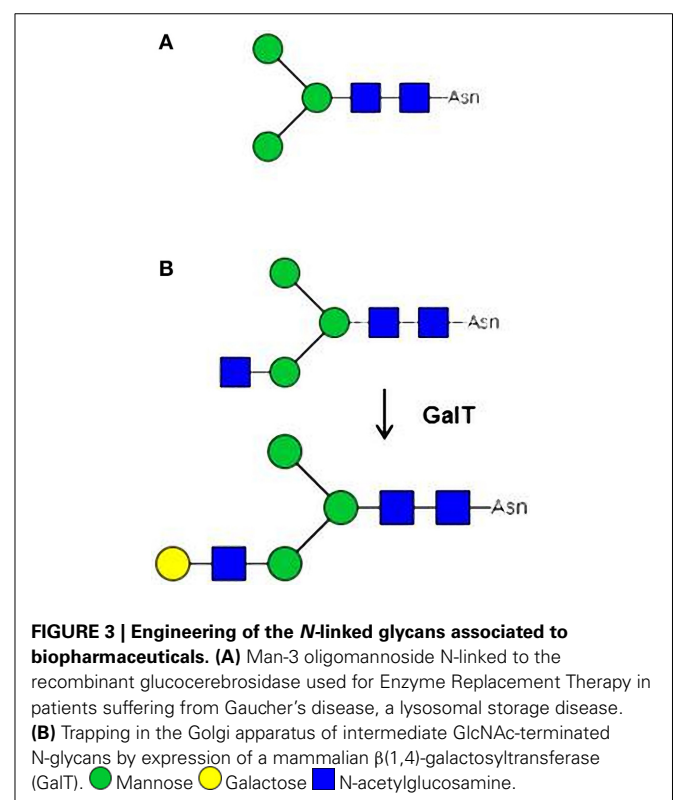 A
Asn
B
Asn
GalT
Asn
FIGURE 3 | Engineering of the N-linked glycans associated to
biopharmaceuticals. (A) Man-3 oligomannoside N-linked to the
recombinant glucocerebrosidase used for Enzyme Replacement Therapy in
patients suffering from Gaucher's disease, a lysosomal storage disease.
(B) Trapping in the Golgi apparatus of intermediate GlcNAc-terminated
N-glycans by expression of a mammalian β(1,4)-galactosyltransferase
(GalT). Mannose Galactose N-acetylglucosamine.